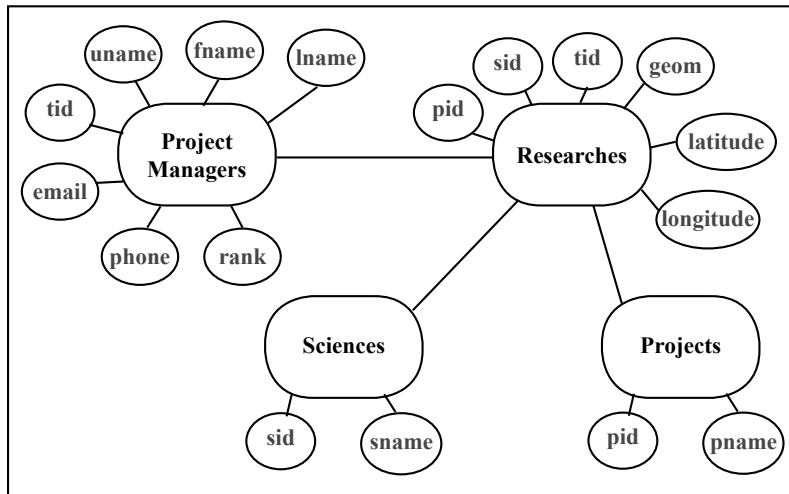 uname
fname
lname
tid
Project
Managers
email
phone
rank
sid
tid
geom
pid
Researches
latitude
longitude
Sciences
sid
sname
Projects
pid
pname